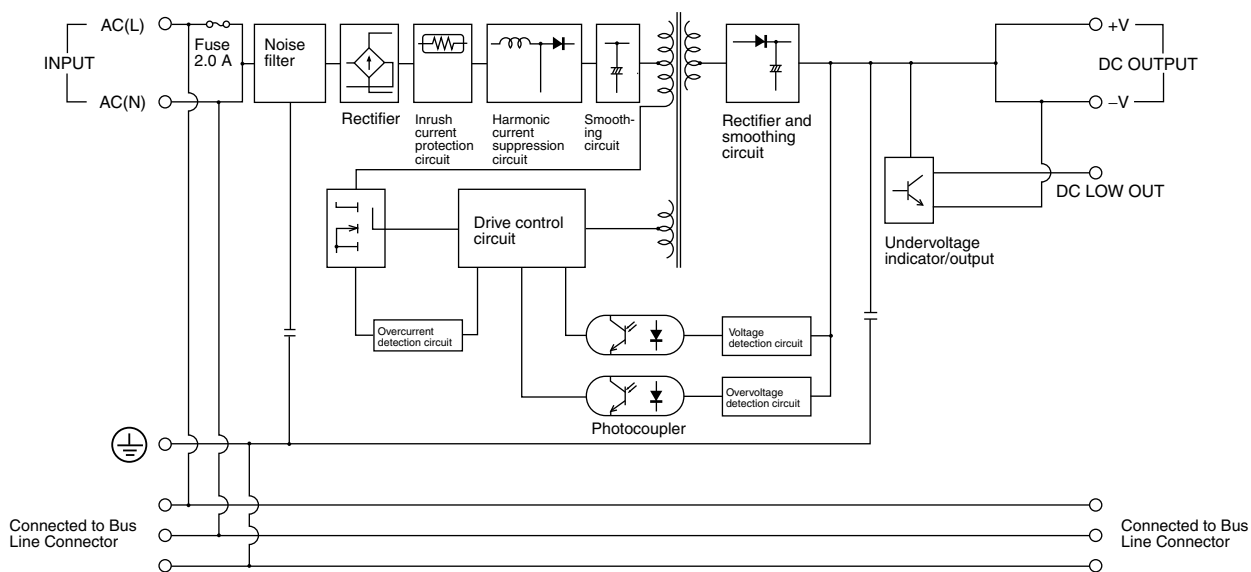 AC(L)
INPUT
AC(N)
Fuse
2.0 A
Noise
filter
Rectifier
Inrush
current
protection
circuit
Harmonic
current
suppression
circuit
Smooth-
ing
circuit
Rectifier and
smoothing
circuit
+V
DC OUTPUT
–V
DC LOW OUT
Undervoltage
indicator/output
Drive control
circuit
Overcurrent
detection circuit
Voltage
detection circuit
Overvoltage
detection circuit
Photocoupler
Connected to Bus
Line Connector
Connected to Bus
Line Connector